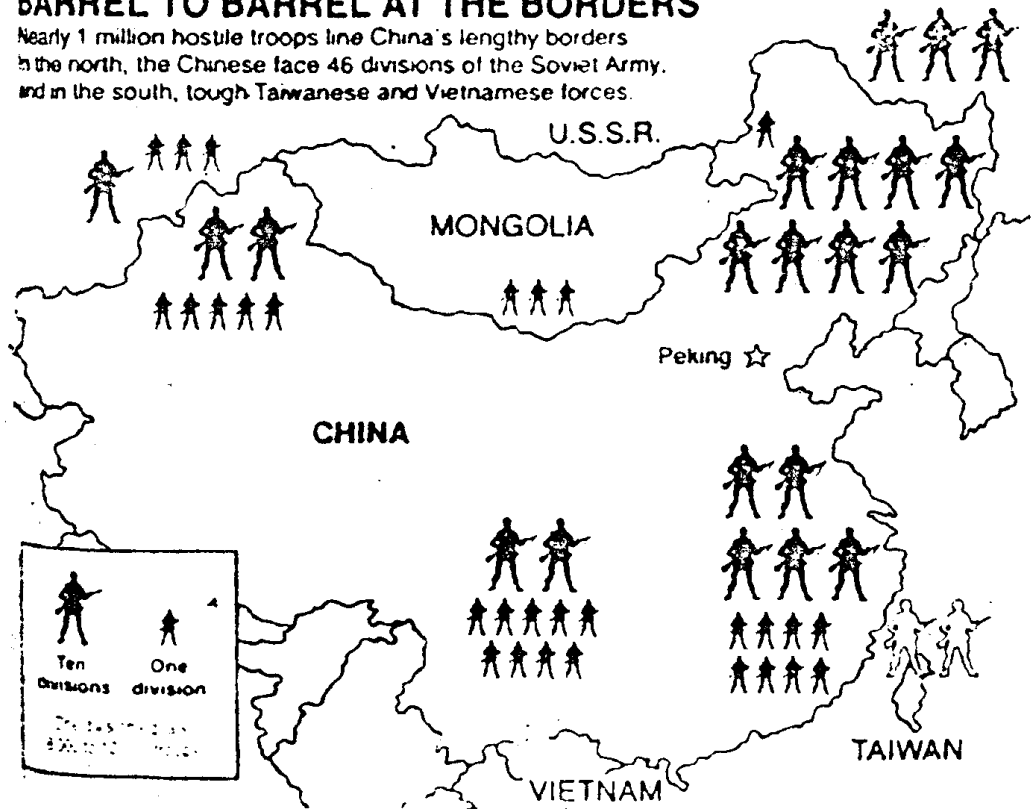 BARREL TO BARREL AT THE BORDERS
Nearly 1 million hostile troops line China's lengthy borders
In the north, the Chinese face 46 divisions of the Soviet Army.
and in the south, tough Taiwanese and Vietnamese forces.
U.S.S.R.
MONGOLIA
Peking
CHINA
Ten
divisions
One
division
TAIWAN
VIETNAM